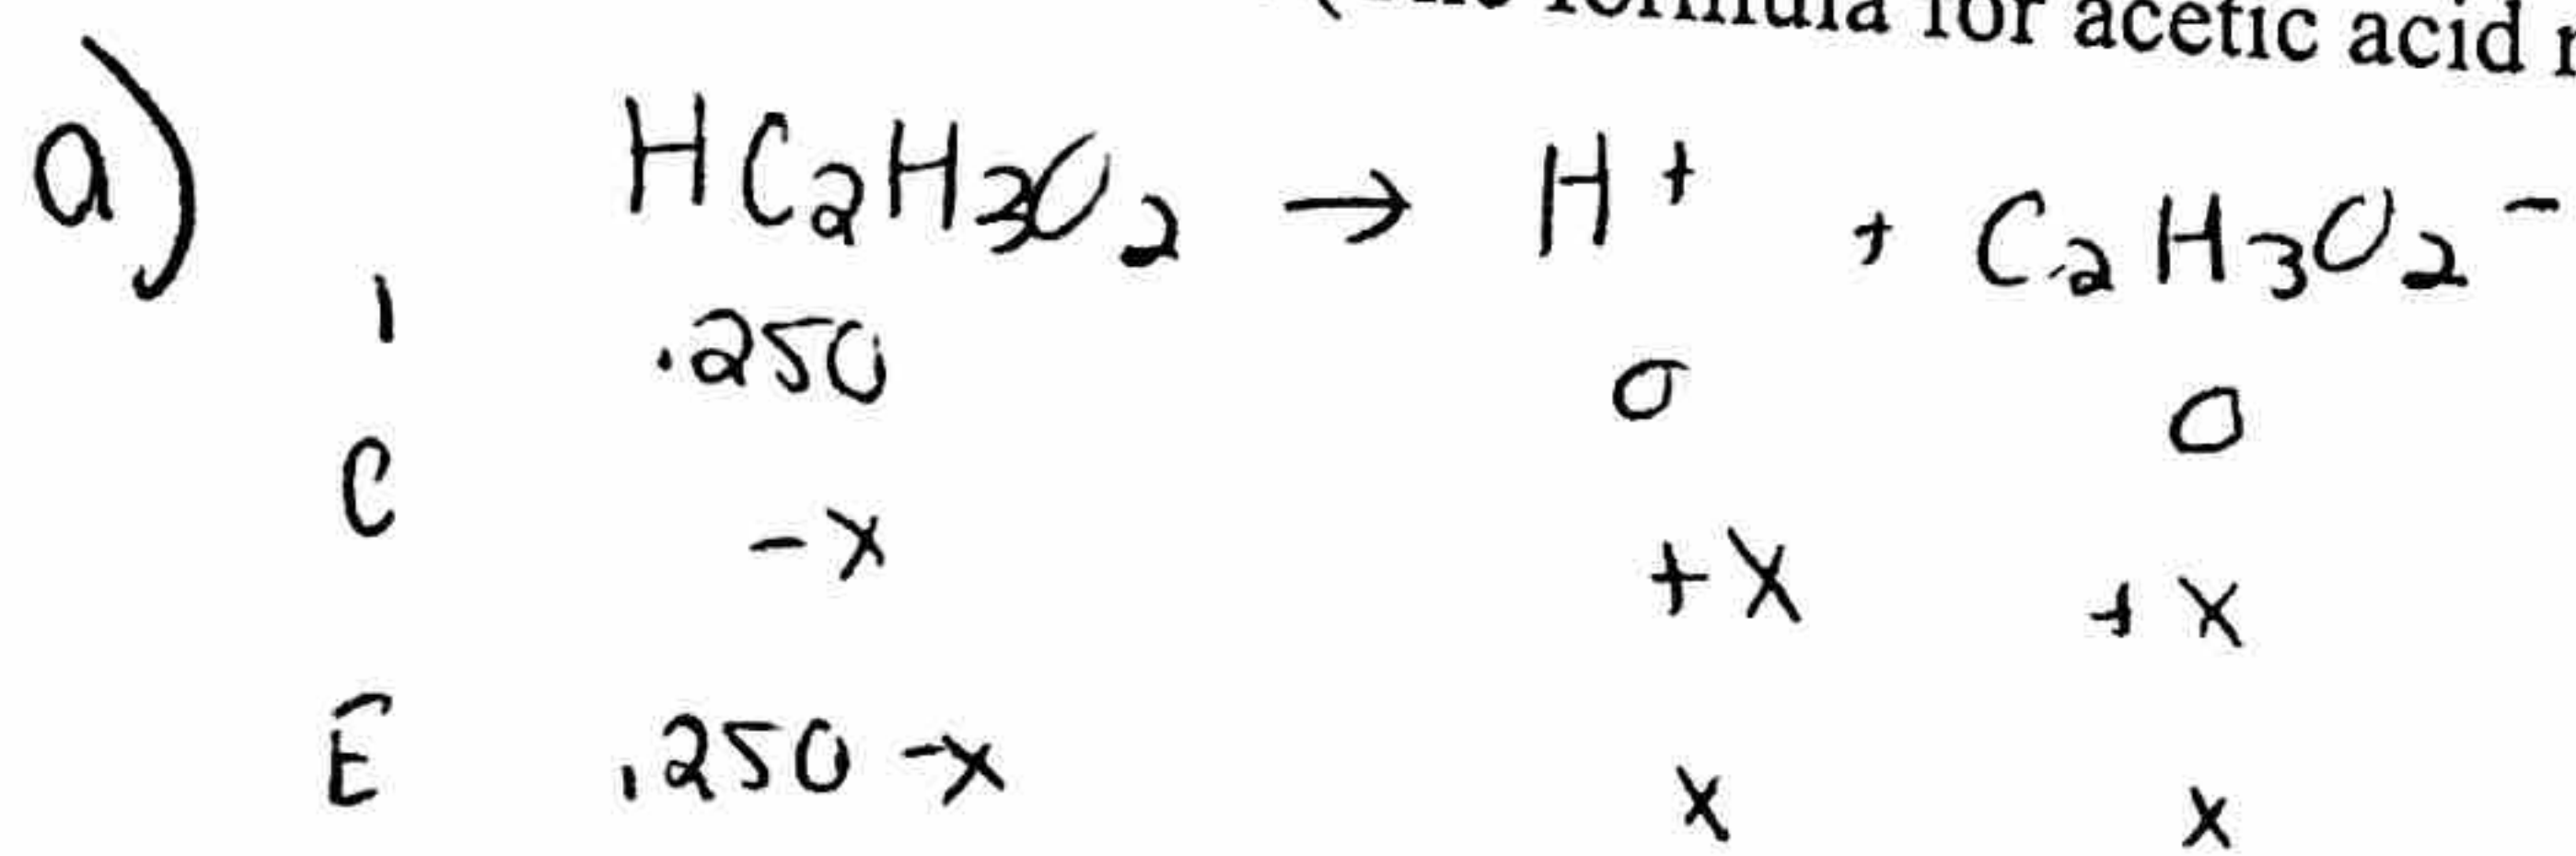 formula for acetic acid
a) HC₂H₃O₂ → H⁺ + C₂H₃O₂⁻
I .250 0 0
C -x +x +x
E .250-x x x